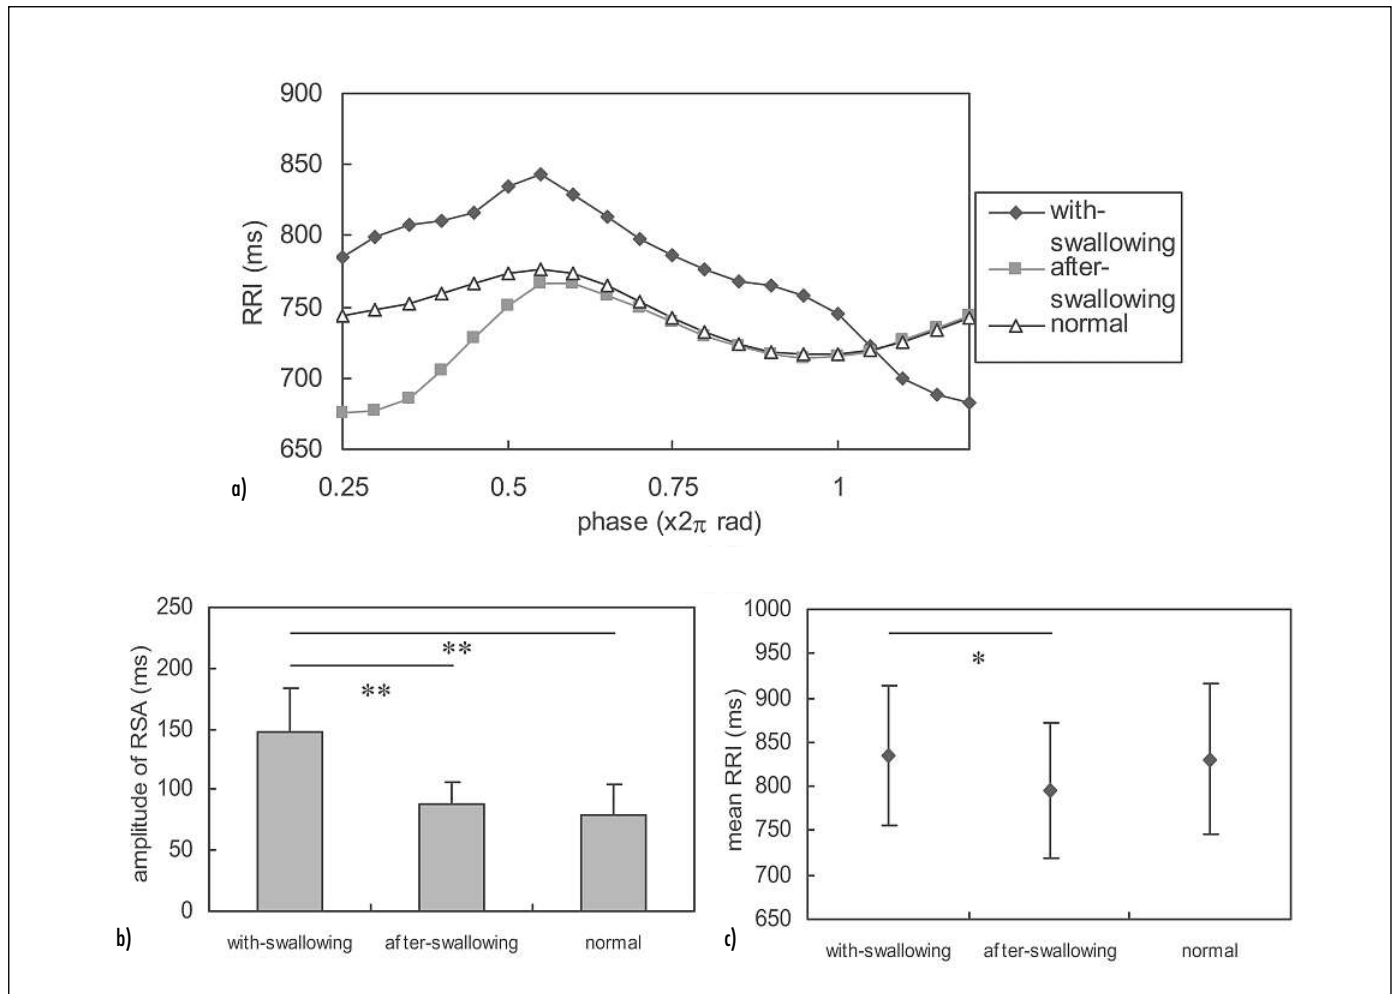 900
850
800
750
700
650
RRI (ms)
with-
swallowing
after-
swallowing
normal
a)
0.25
0.5
0.75
1
phase (x2π rad)
250
200
150
100
50
0
amplitude of RSA (ms)
**
**
b)
with-swallowing
after-swallowing
normal
1000
950
900
850
800
750
700
650
mean RRI (ms)
*
c)
with-swallowing
after-swallowing
normal